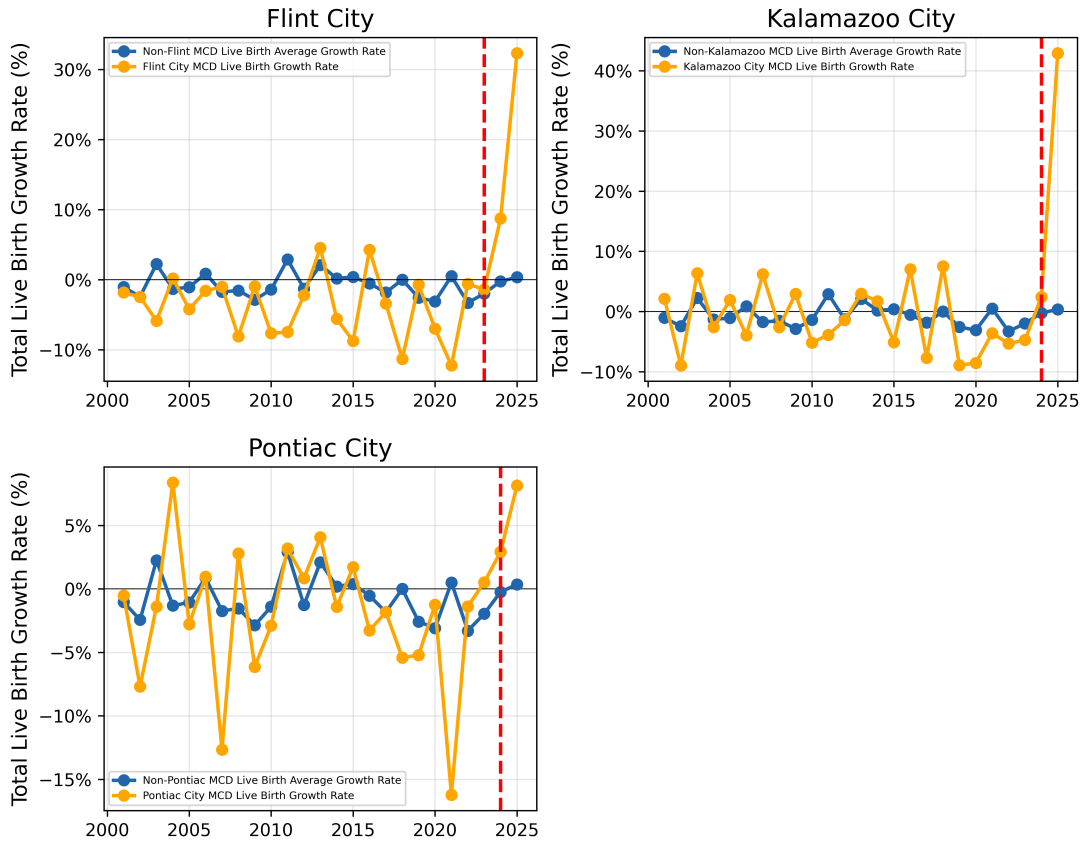 Flint City
Total Live Birth Growth Rate (%)
Non-Flint MCD Live Birth Average Growth Rate
Flint City MCD Live Birth Growth Rate
30%
20%
10%
0%
−10%
2000 2005 2010 2015 2020 2025
Kalamazoo City
Total Live Birth Growth Rate (%)
Non-Kalamazoo MCD Live Birth Average Growth Rate
Kalamazoo City MCD Live Birth Growth Rate
40%
30%
20%
10%
0%
−10%
2000 2005 2010 2015 2020 2025
Pontiac City
Total Live Birth Growth Rate (%)
5%
0%
−5%
−10%
−15%
Non-Pontiac MCD Live Birth Average Growth Rate
Pontiac City MCD Live Birth Growth Rate
2000 2005 2010 2015 2020 2025